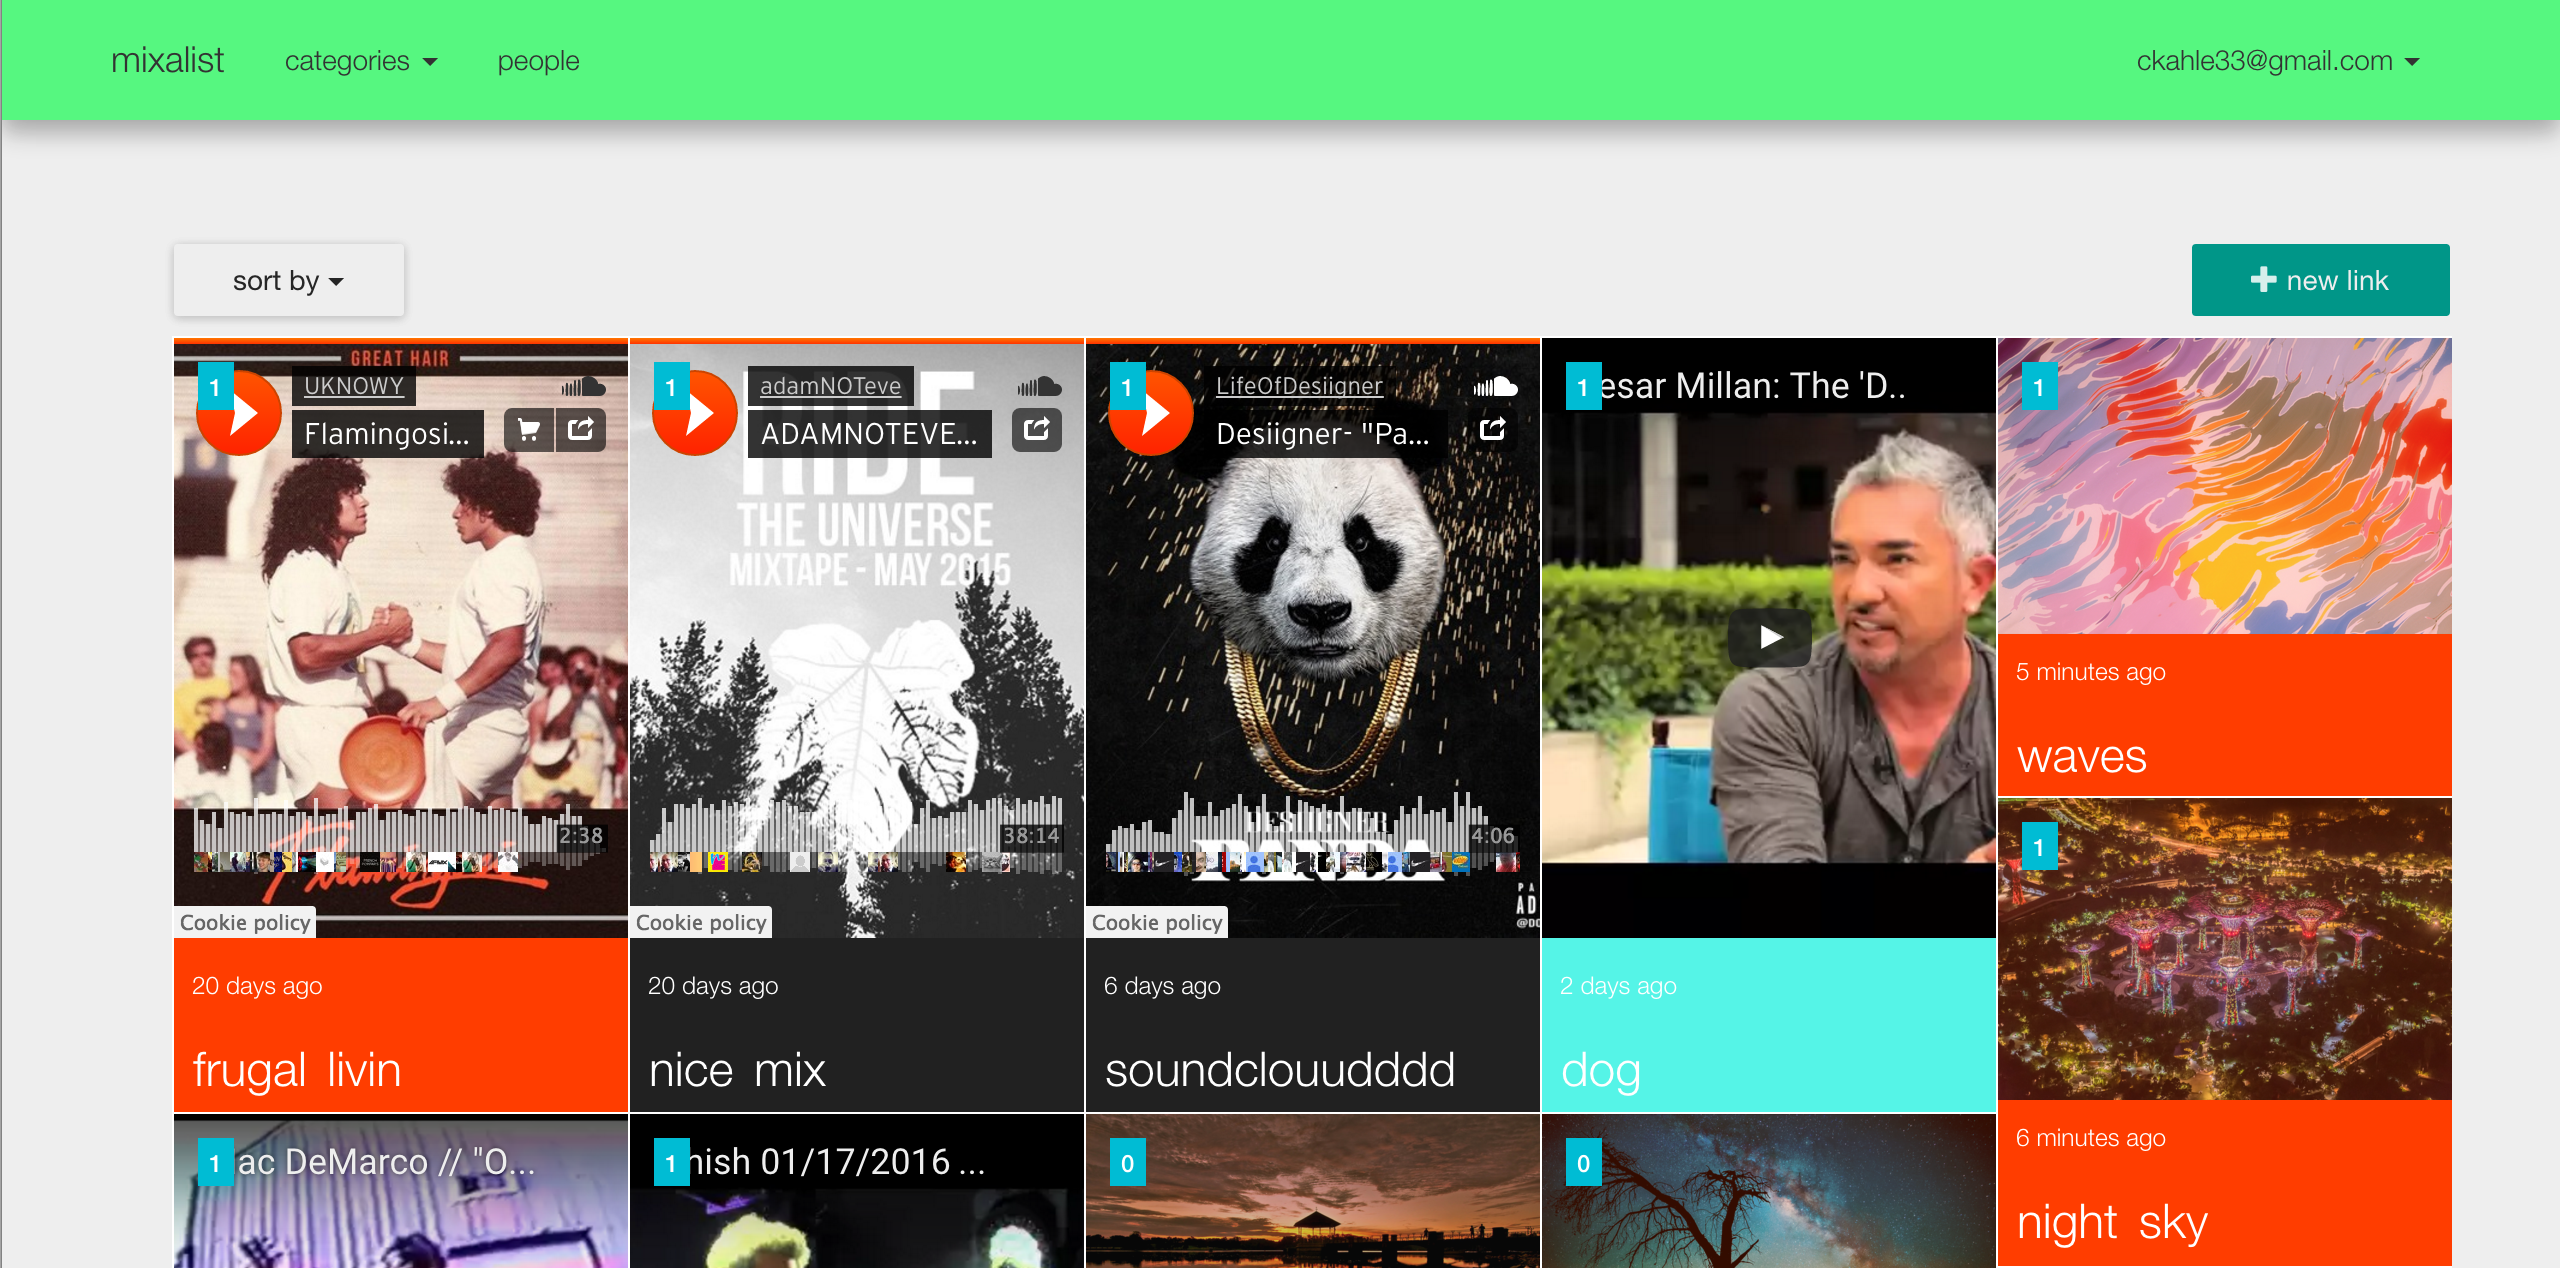 mixalist categories people ckahle33@gmail.com
sort by
new link
GREAT HAIR
1
UKNOWY
Flamingosi...
2:38
Cookie policy
20 days ago
frugal livin
1
adamNOTeve
ADAMNOTEVE...
RIDE
THE UNIVERSE
MIXTAPE - MAY 2015
38:14
Cookie policy
20 days ago
nice mix
1
LifeOfDesiigner
Desiigner- "Pa...
DESIIGNER
PANDA
4:06
Cookie policy
6 days ago
soundclouudddd
1
esar Millan: The 'D..
2 days ago
dog
1
5 minutes ago
waves
1
6 minutes ago
night sky
1
ac DeMarco // "O...
1
nish 01/17/2016 ...
0
0